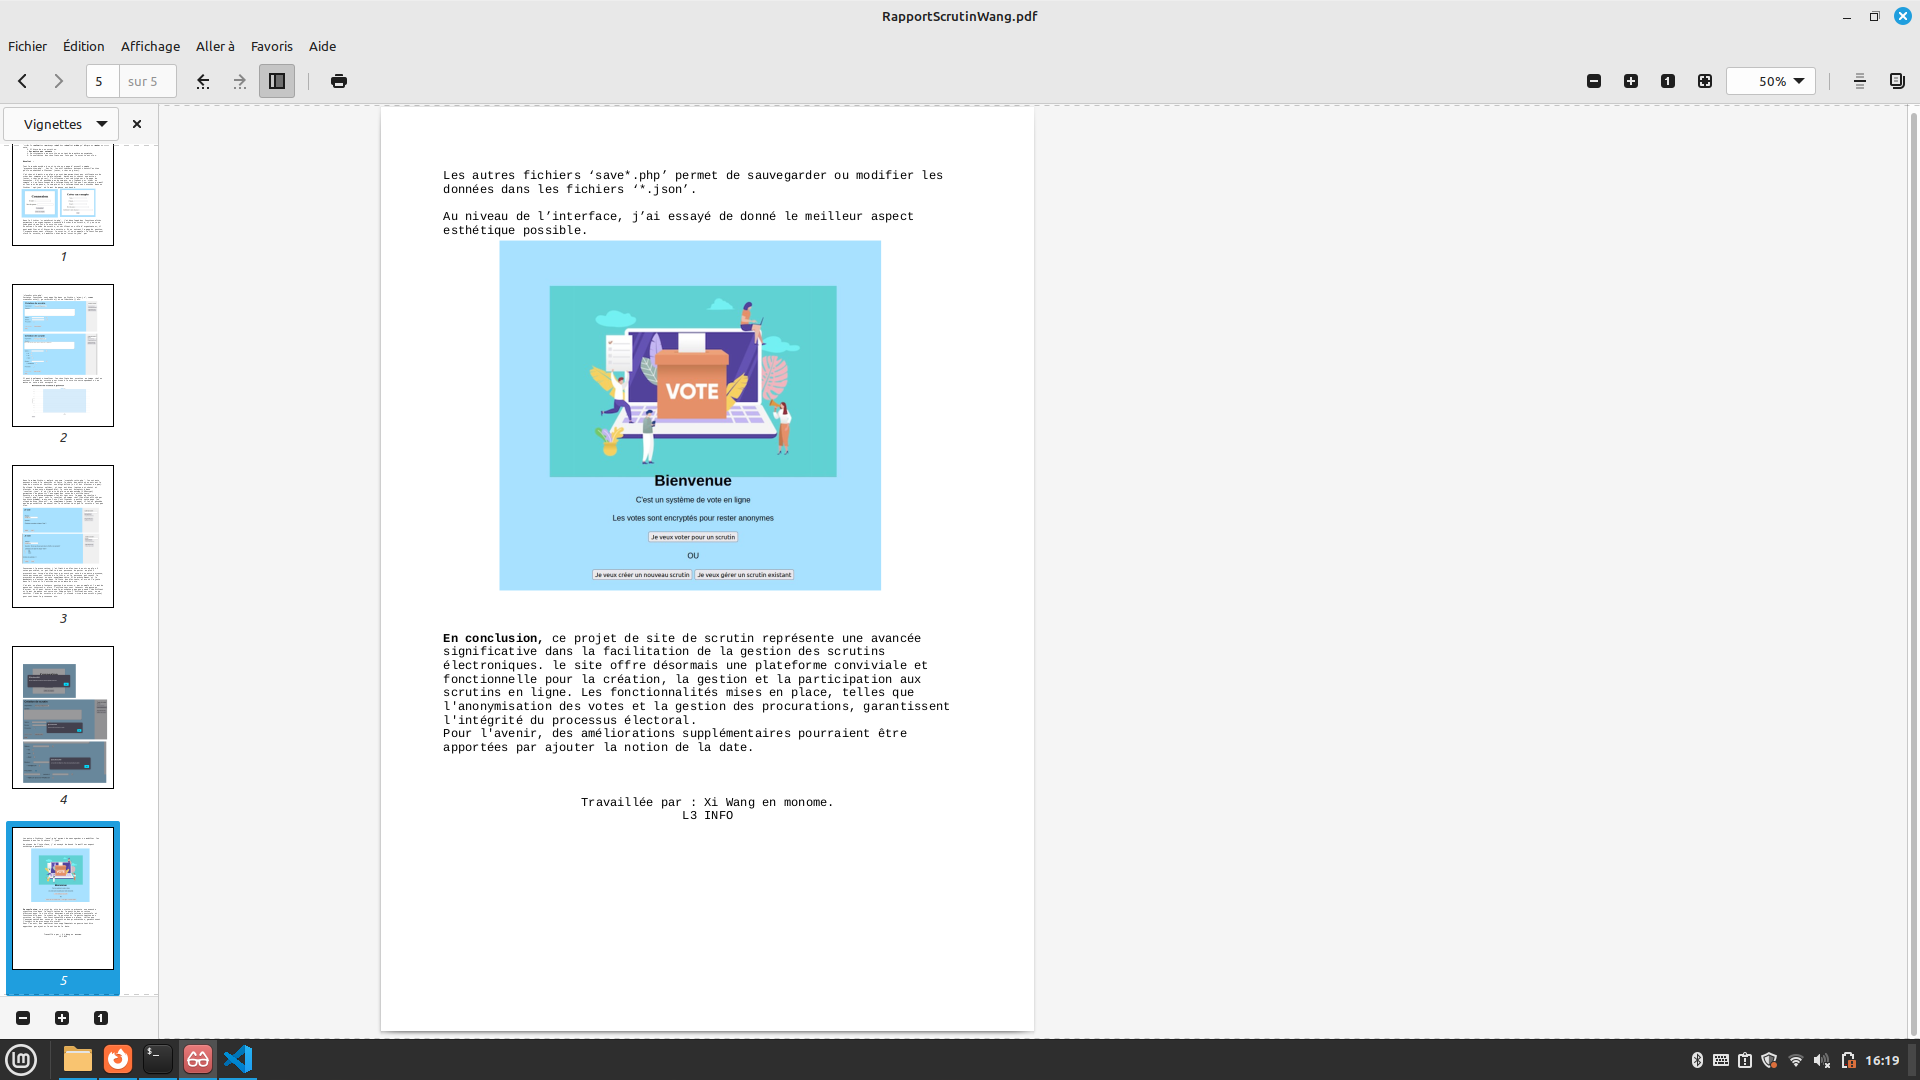 RapportScrutinWang.pdf
Fichier Édition Affichage Aller à Favoris Aide
5 sur 5
50%
Vignettes
1
2
3
4
5
Les autres fichiers ‘save*.php’ permet de sauvegarder ou modifier les
données dans les fichiers ‘*.json’.
Au niveau de l’interface, j’ai essayé de donné le meilleur aspect
esthétique possible.
VOTE
Bienvenue
C'est un système de vote en ligne
Les votes sont encryptés pour rester anonymes
Je veux voter pour un scrutin
OU
Je veux créer un nouveau scrutin Je veux gérer un scrutin existant
En conclusion, ce projet de site de scrutin représente une avancée
significative dans la facilitation de la gestion des scrutins
électroniques. le site offre désormais une plateforme conviviale et
fonctionnelle pour la création, la gestion et la participation aux
scrutins en ligne. Les fonctionnalités mises en place, telles que
l'anonymisation des votes et la gestion des procurations, garantissent
l'intégrité du processus électoral.
Pour l'avenir, des améliorations supplémentaires pourraient être
apportées par ajouter la notion de la date.
Travaillée par : Xi Wang en monome.
L3 INFO
16:19